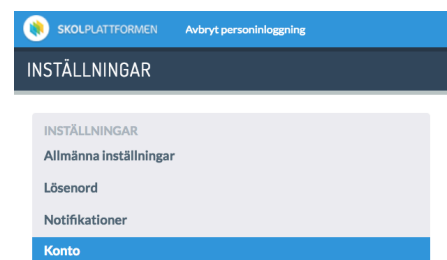 SKOLPLATTFORMEN Avbryt personinloggning
INSTÄLLNINGAR
INSTÄLLNINGAR
Allmänna inställningar
Lösenord
Notifikationer
Konto